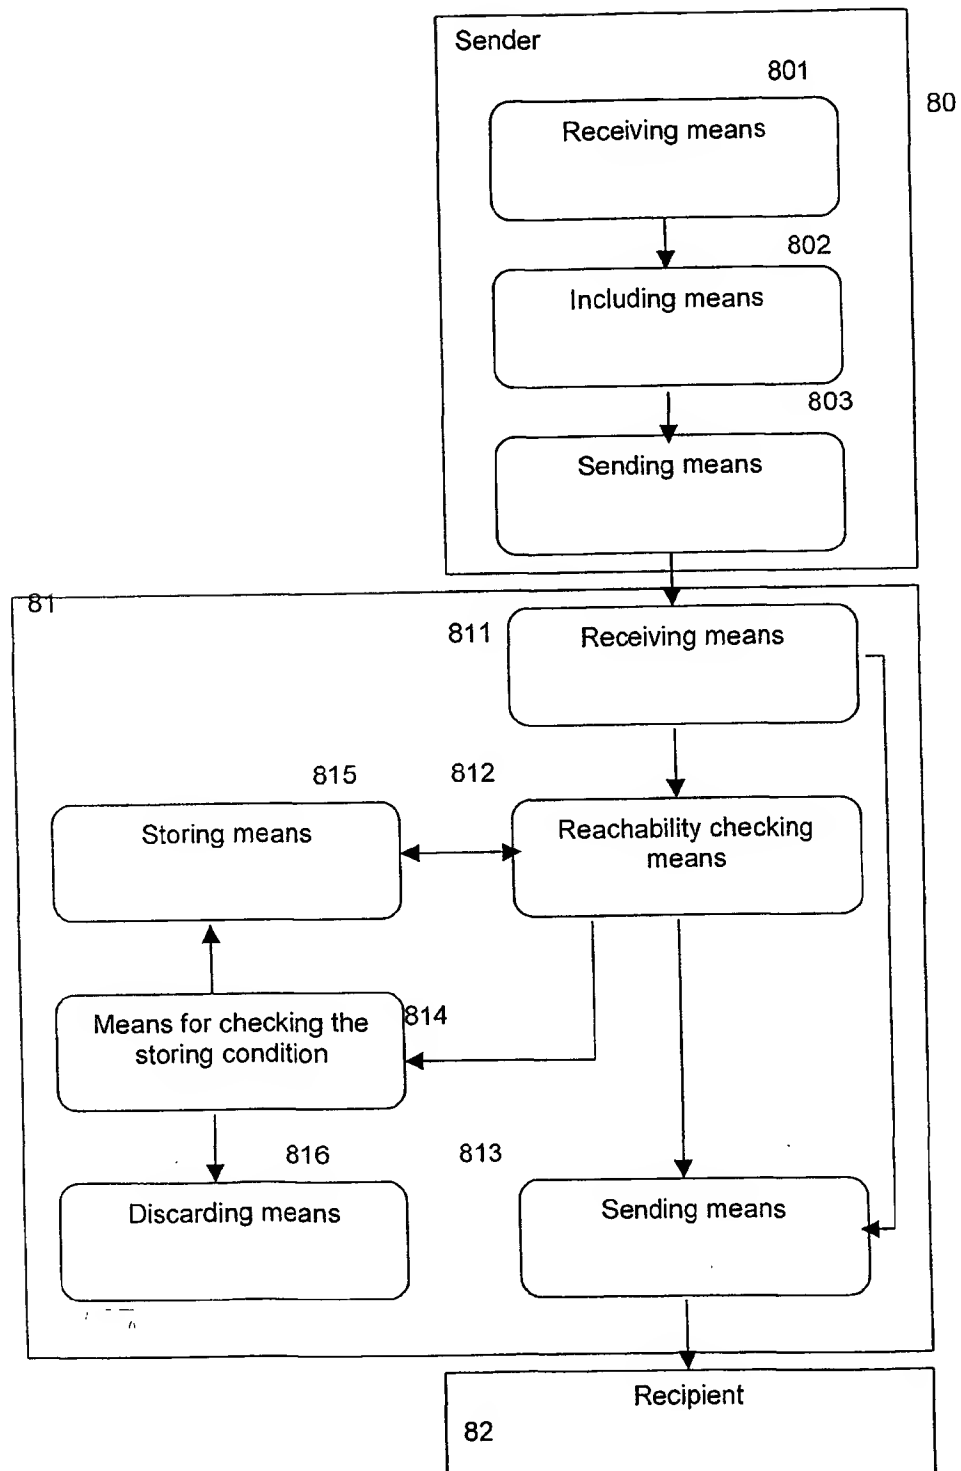 Sender
801
80
Receiving means
802
Including means
803
Sending means
81
811
Receiving means
815
812
Storing means
Reachability checking
means
814
Means for checking the
storing condition
816
813
Discarding means
Sending means
Recipient
82